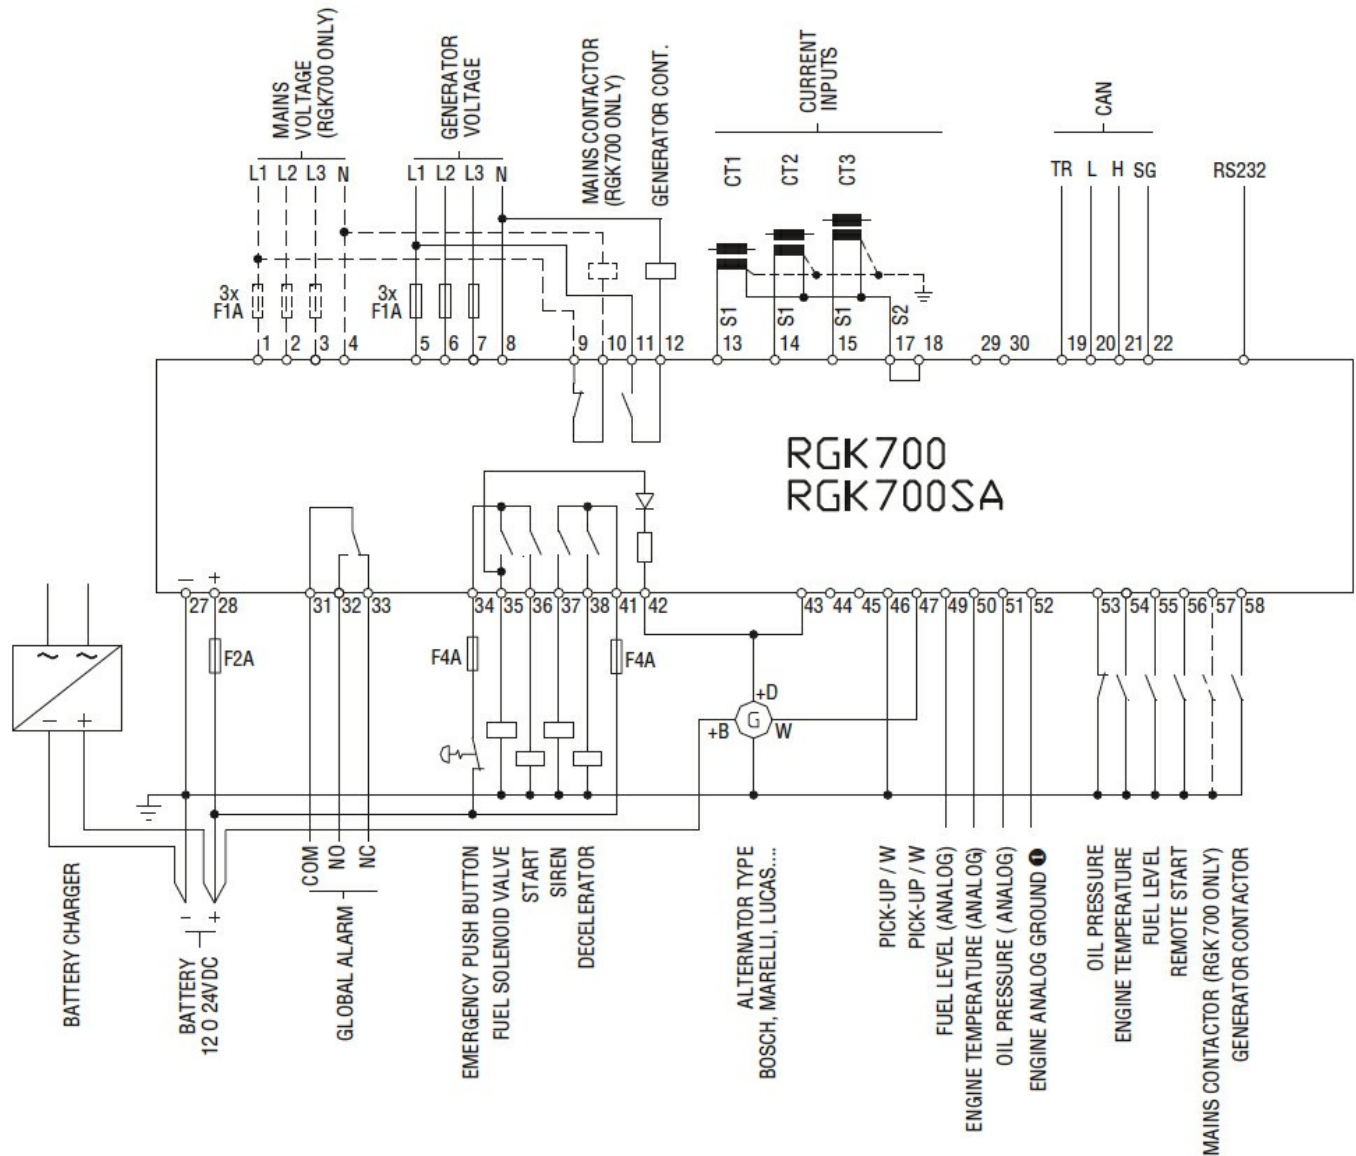 MAINS
VOLTAGE
(RGK700 ONLY)
GENERATOR
VOLTAGE
MAINS CONTACTOR
(RGK700 ONLY)
GENERATOR CONT.
CURRENT
INPUTS
CAN
CT1 CT2 CT3
L1 L2 L3 N
L1 L2 L3 N
TR L H SG RS232
3x
F1A
3x
F1A
S1 S1 S1 S2
1 2 3 4 5 6 7 8 9 10 11 12 13 14 15 17 18 29 30 19 20 21 22
RGK700
RGK700SA
− +
27 28 31 32 33 34 35 36 37 38 41 42 43 44 45 46 47 49 50 51 52 53 54 55 56 57 58
F2A
F4A
F4A
~ ~
− +
+D
+B G W
COM
NO
NC
− +
BATTERY CHARGER
BATTERY
12 O 24VDC
GLOBAL ALARM
EMERGENCY PUSH BUTTON
FUEL SOLENOID VALVE
START
SIREN
DECELERATOR
ALTERNATOR TYPE
BOSCH, MARELLI, LUCAS....
PICK-UP / W
PICK-UP / W
FUEL LEVEL (ANALOG)
ENGINE TEMPERATURE (ANALOG)
OIL PRESSURE ( ANALOG)
ENGINE ANALOG GROUND ❶
OIL PRESSURE
ENGINE TEMPERATURE
FUEL LEVEL
REMOTE START
MAINS CONTACTOR (RGK 700 ONLY)
GENERATOR CONTACTOR